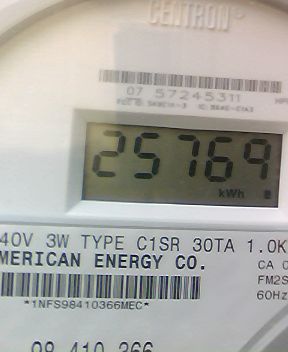 CENTRON®
07 57245311
25769
kWh
40V 3W TYPE C1SR 30TA 1.0K
MERICAN ENERGY CO.
CA 0
FM2S
60Hz
*1NFS98410366MEC*
98 410 366